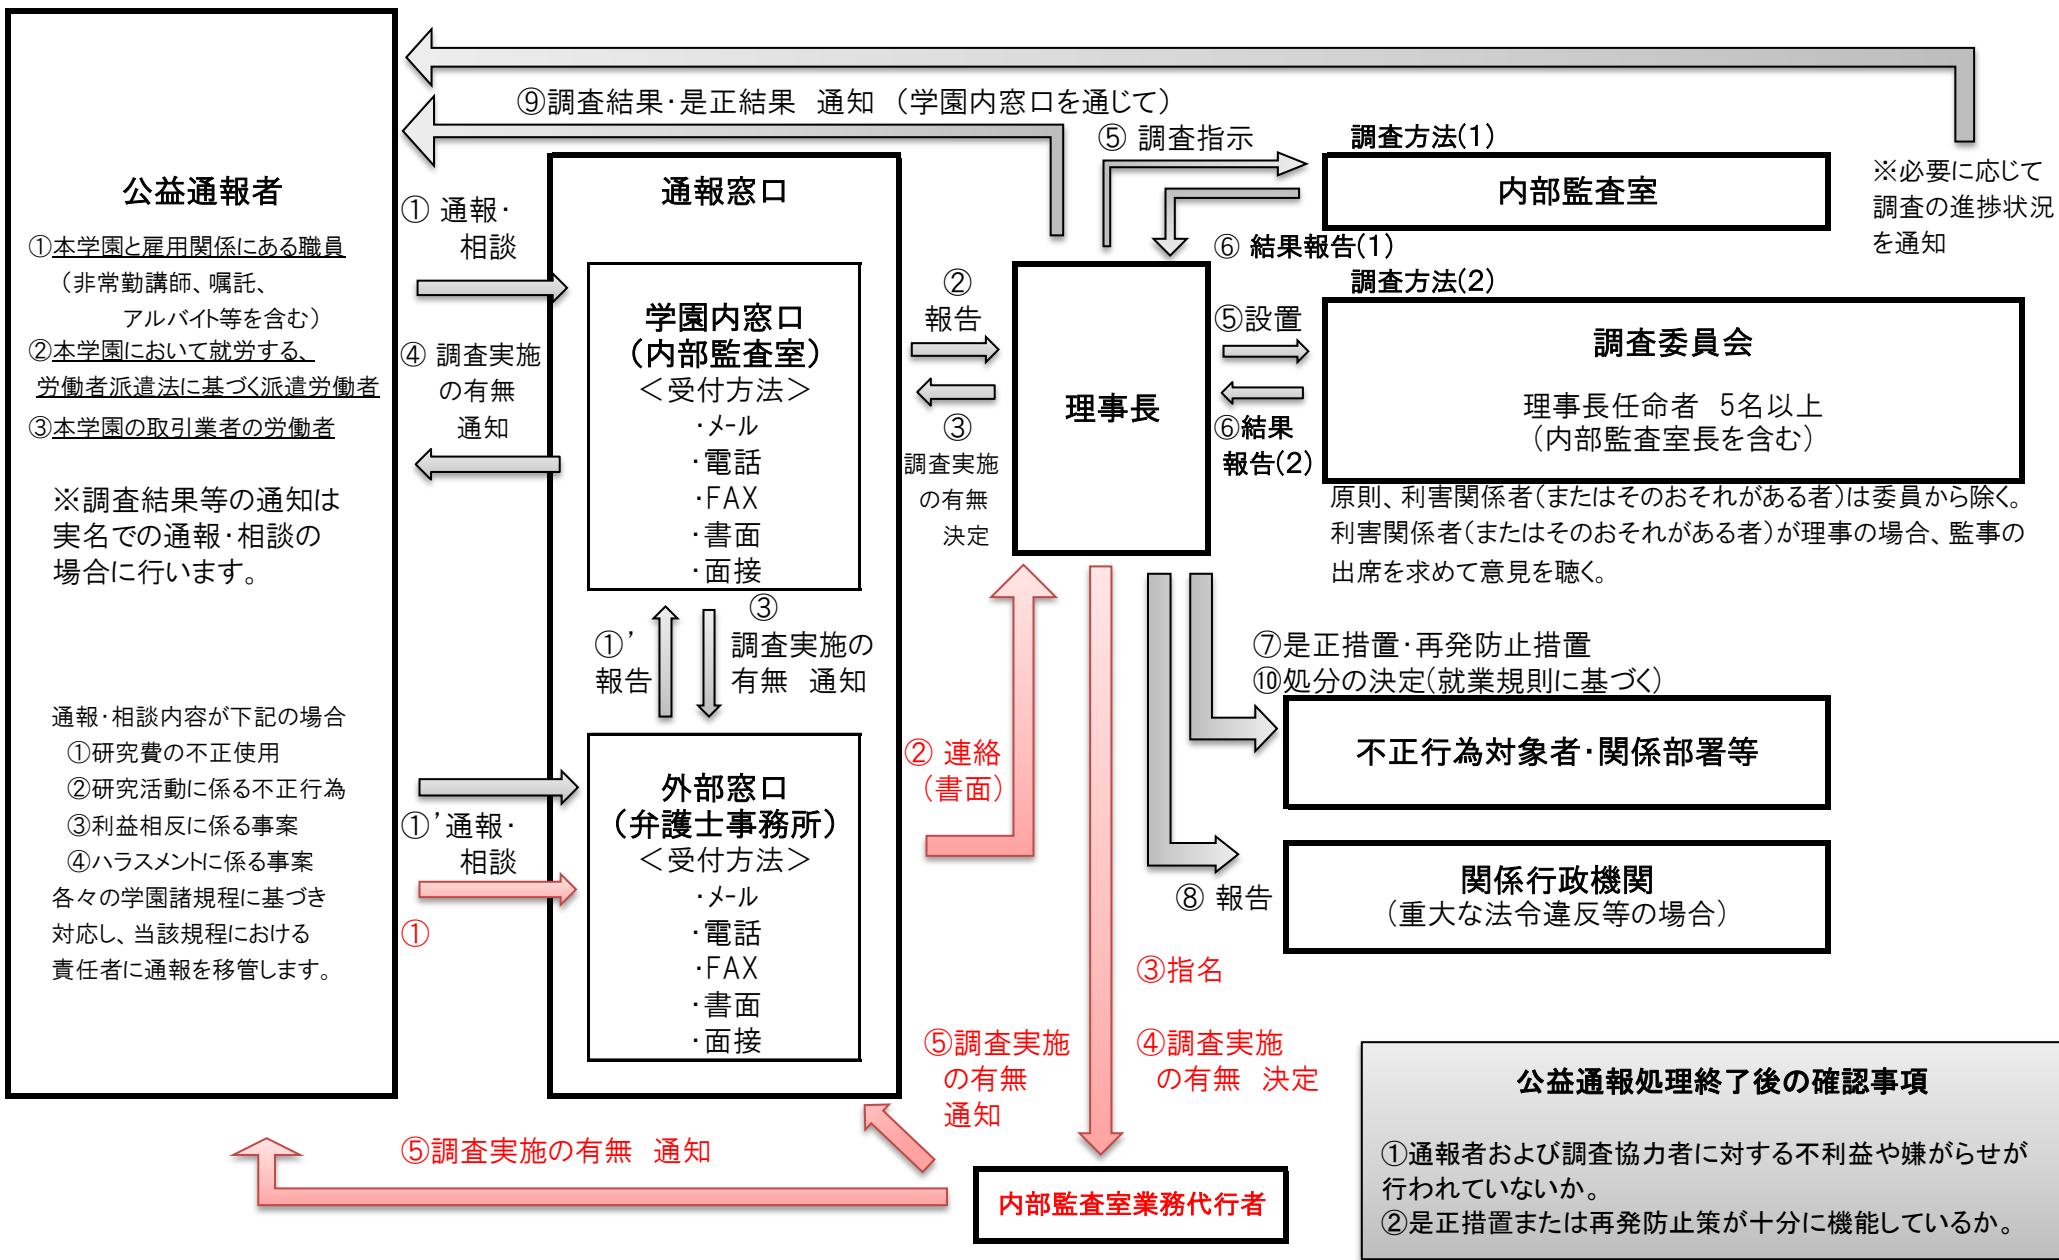 公益通報者
①本学園と雇用関係にある職員
（非常勤講師、嘱託、
アルバイト等を含む）
②本学園において就労する、
労働者派遣法に基づく派遣労働者
③本学園の取引業者の労働者
※調査結果等の通知は
実名での通報・相談の
場合に行います。
通報・相談内容が下記の場合
①研究費の不正使用
②研究活動に係る不正行為
③利益相反に係る事案
④ハラスメントに係る事案
各々の学園諸規程に基づき
対応し、当該規程における
責任者に通報を移管します。
⑨調査結果・是正結果　通知　（学園内窓口を通じて）
① 通報・
相談
④ 調査実施
の有無
通知
①’通報・
相談
①
通報窓口
学園内窓口
（内部監査室）
＜受付方法＞
・メール
・電話
・FAX
・書面
・面接
①’
報告
③
調査実施の
有無　通知
外部窓口
（弁護士事務所）
＜受付方法＞
・メール
・電話
・FAX
・書面
・面接
②
報告
③
調査実施
の有無
決定
② 連絡
（書面）
理事長
⑤ 調査指示
調査方法(1)
内部監査室
⑥ 結果報告(1)
※必要に応じて
調査の進捗状況
を通知
調査方法(2)
⑤設置
⑥結果
報告(2)
調査委員会
理事長任命者　5名以上
（内部監査室長を含む）
原則、利害関係者(またはそのおそれがある者)は委員から除く。
利害関係者(またはそのおそれがある者)が理事の場合、監事の
出席を求めて意見を聴く。
⑦是正措置・再発防止措置
⑩処分の決定(就業規則に基づく)
不正行為対象者・関係部署等
⑧ 報告
関係行政機関
（重大な法令違反等の場合）
③指名
④調査実施
の有無　決定
⑤調査実施
の有無
通知
⑤調査実施の有無　通知
内部監査室業務代行者
公益通報処理終了後の確認事項
①通報者および調査協力者に対する不利益や嫌がらせが
行われていないか。
②是正措置または再発防止策が十分に機能しているか。